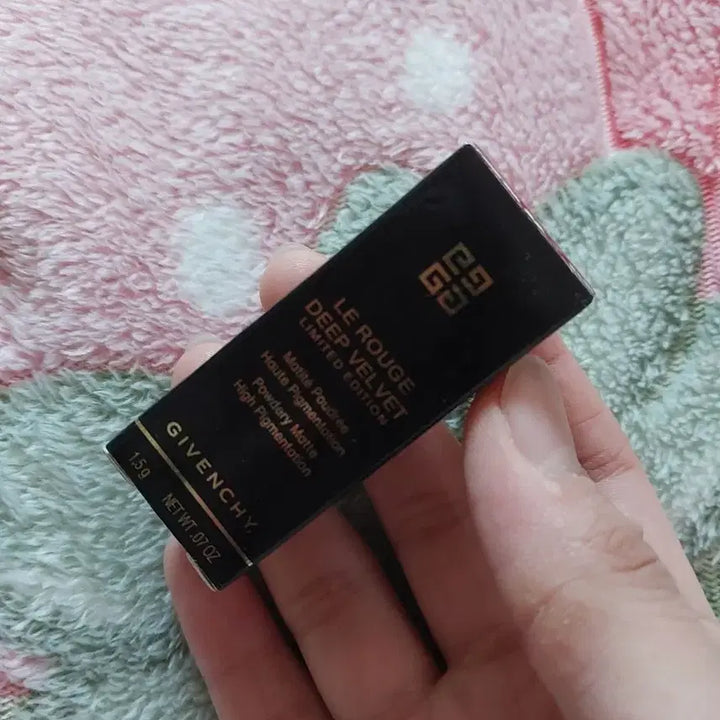 LE ROUGE
DEEP VELVET
LIMITED EDITION
Matité Poudrée
Haute Pigmentation
Powdery Matte
High Pigmentation
GIVENCHY
1.5 g NET WT. .07 OZ